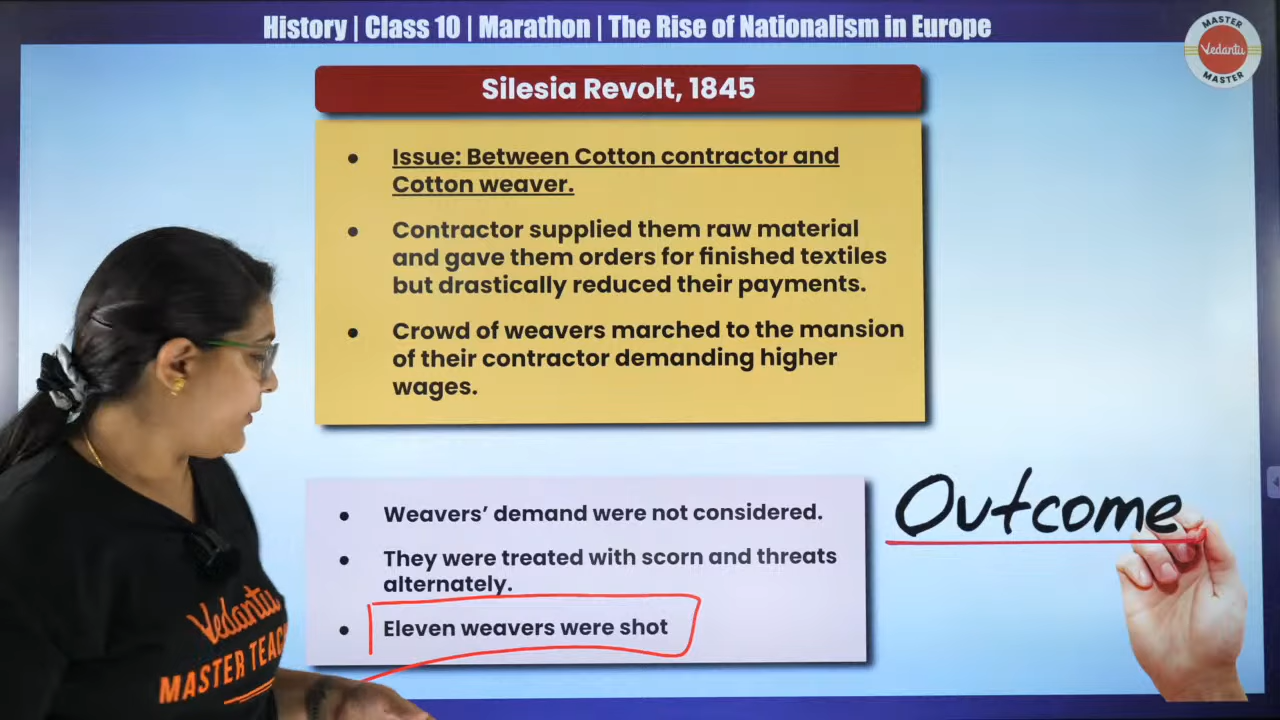 History | Class 10 | Marathon | The Rise of Nationalism in Europe
MASTER
Vedantu
MASTER
Silesia Revolt, 1845
• Issue: Between Cotton contractor and
Cotton weaver.
• Contractor supplied them raw material
and gave them orders for finished textiles
but drastically reduced their payments.
• Crowd of weavers marched to the mansion
of their contractor demanding higher
wages.
• Weavers’ demand were not considered.
• They were treated with scorn and threats
alternately.
• Eleven weavers were shot
Outcome
Vedantu
MASTER TEAC